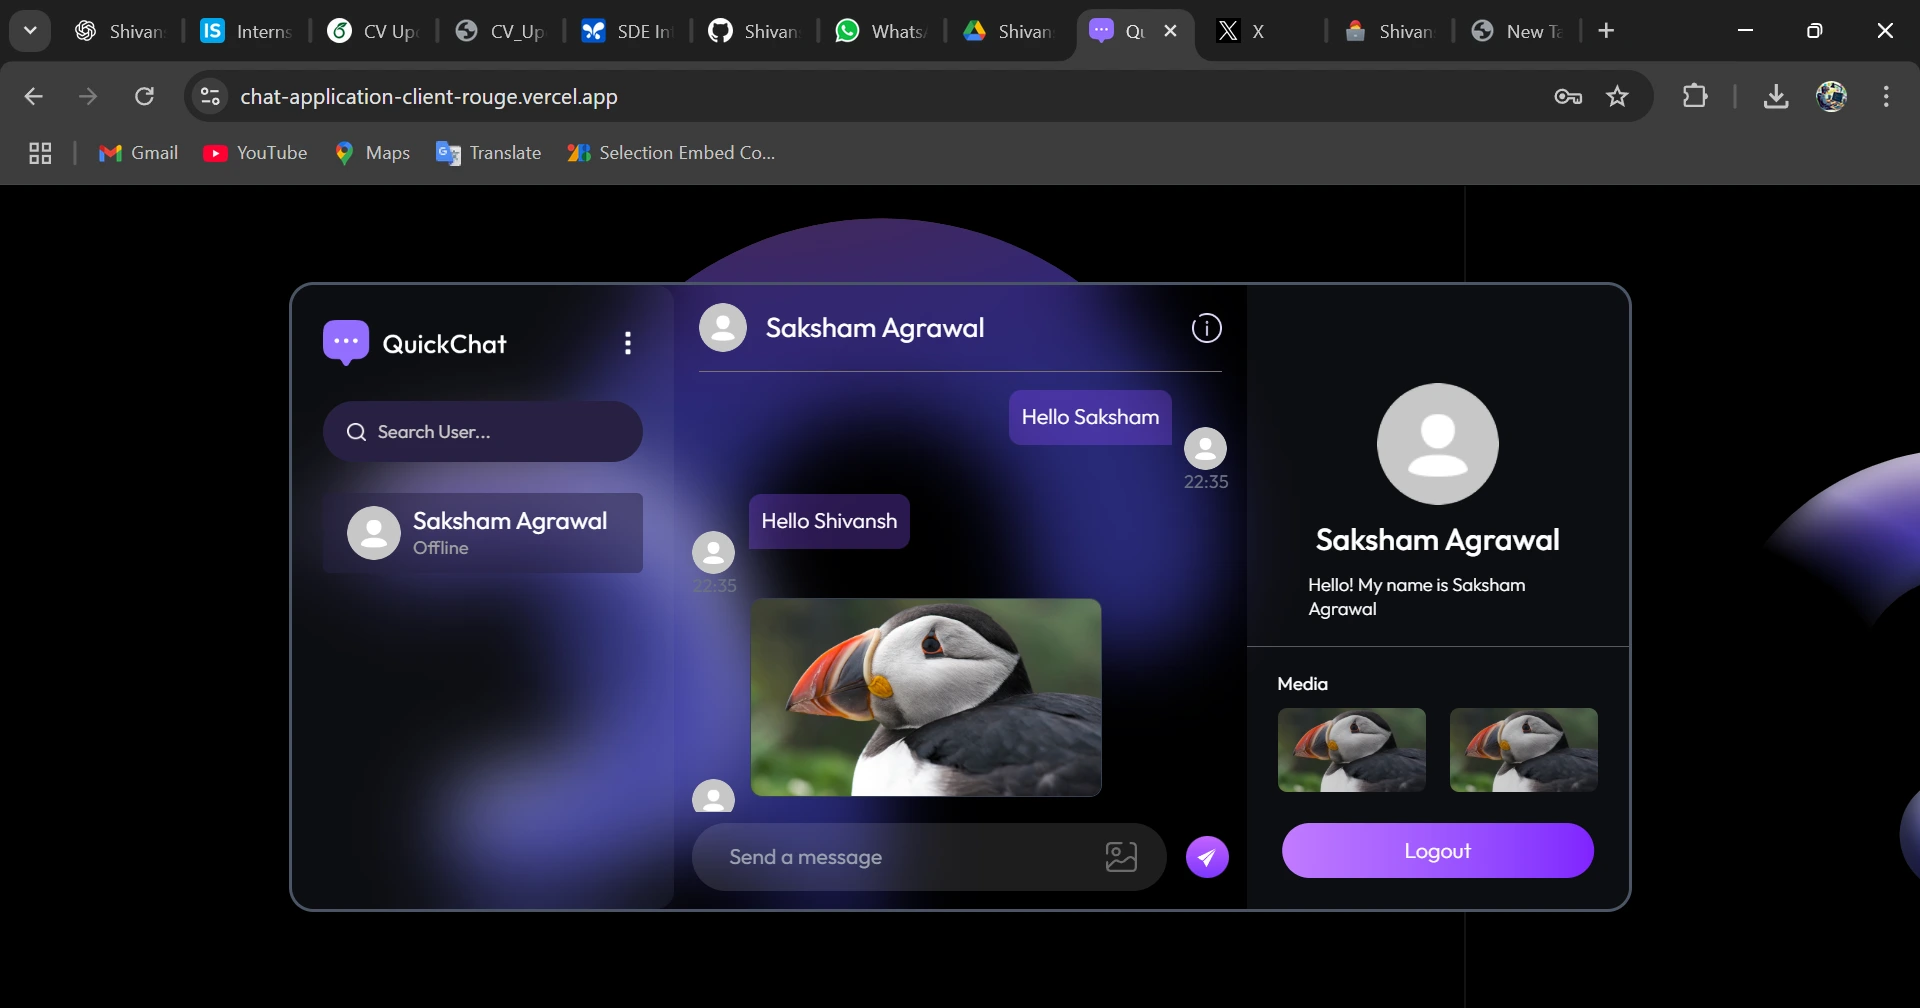 Shivan
Interns
CV Up
CV_Up
SDE In
Shivan
Whats
Shivan
Qu
X
Shivan
New Ta
chat-application-client-rouge.vercel.app
Gmail
YouTube
Maps
Translate
Selection Embed Co...
QuickChat
Search User...
Saksham Agrawal
Offline
Saksham Agrawal
Hello Saksham
22:35
Hello Shivansh
22:35
Send a message
Saksham Agrawal
Hello! My name is Saksham
Agrawal
Media
Logout